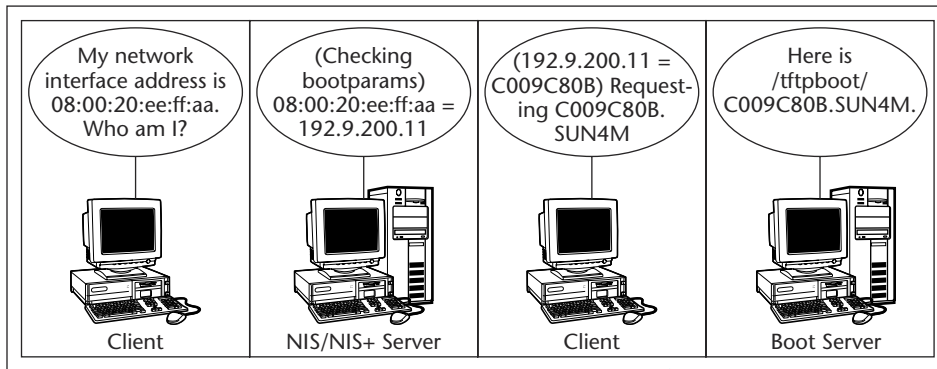 My network
interface address is
08:00:20:ee:ff:aa.
Who am I?
Client
(Checking
bootparams)
08:00:20:ee:ff:aa =
192.9.200.11
NIS/NIS+ Server
(192.9.200.11 =
C009C80B) Request-
ing C009C80B.
SUN4M
Client
Here is
/tftpboot/
C009C80B.SUN4M.
Boot Server